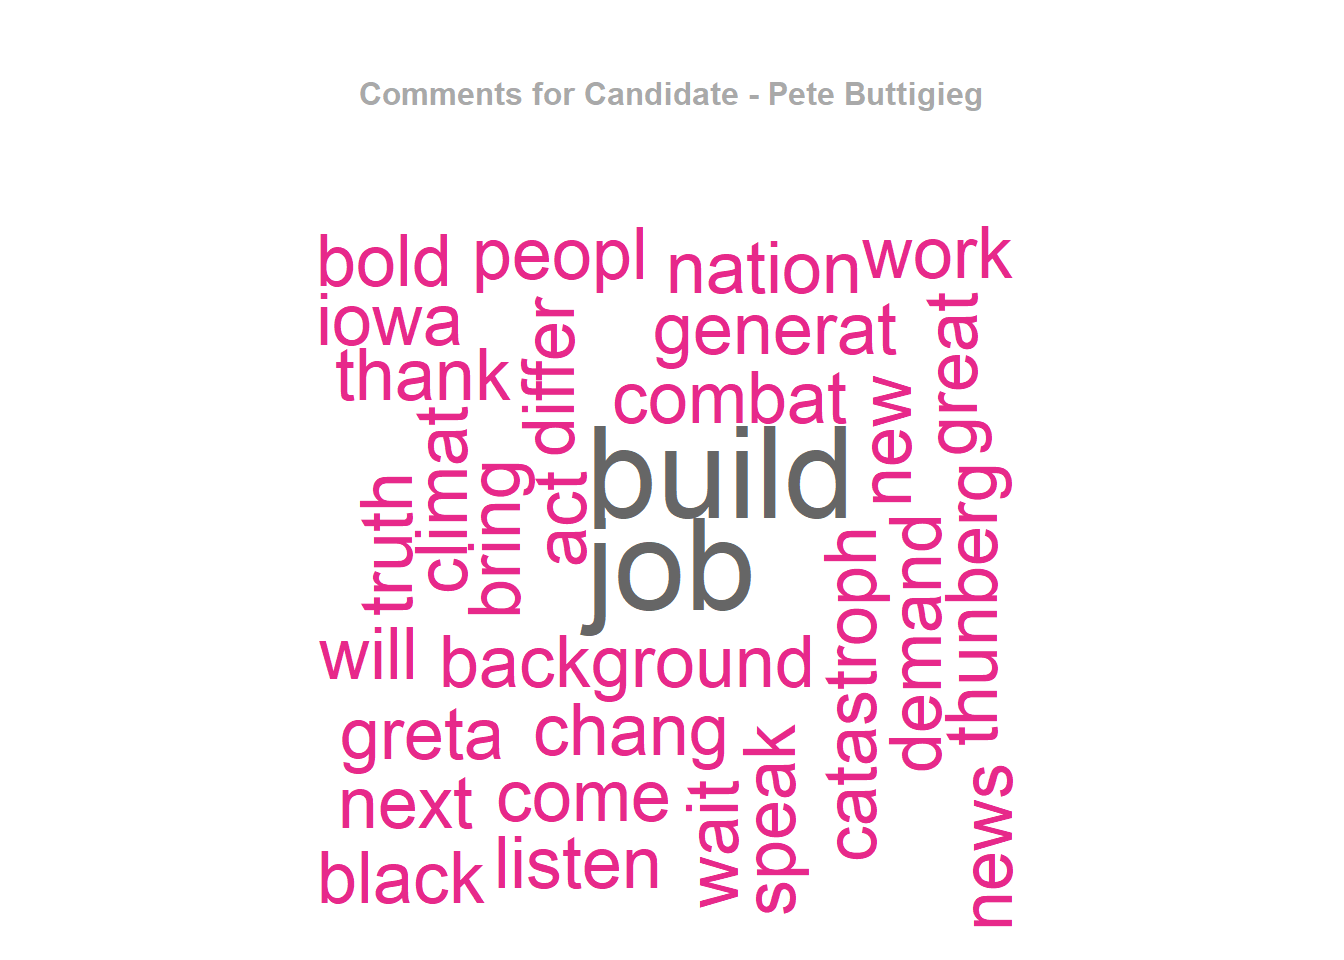 Comments for Candidate - Pete Buttigieg
bold
peopl
nation
work
iowa
thank
differ
generat
great
combat
new
climat
truth
bring
act
build
job
catastroph
demand
thunberg
will
background
greta
chang
next
come
wait
speak
news
black
listen